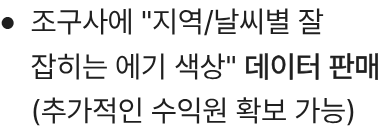 ● 조구사에 "지역/날씨별 잘
잡히는 에기 색상" 데이터 판매
(추가적인 수익원 확보 가능)